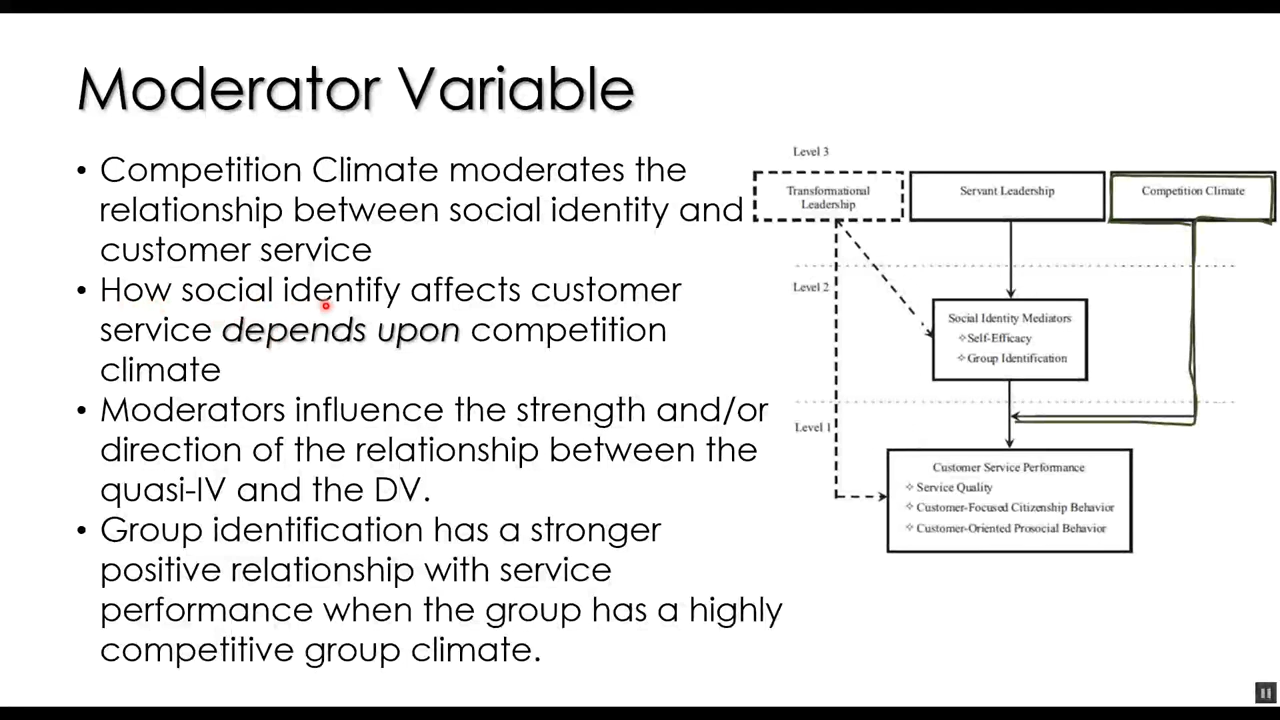 Moderator Variable
• Competition Climate moderates the
relationship between social identity and
customer service
• How social identify affects customer
service depends upon competition
climate
• Moderators influence the strength and/or
direction of the relationship between the
quasi-IV and the DV.
• Group identification has a stronger
positive relationship with service
performance when the group has a highly
competitive group climate.
Level 3
Transformational
Leadership
Servant Leadership
Competition Climate
Level 2
Social Identity Mediators
✧Self-Efficacy
✧Group Identification
Level 1
Customer Service Performance
✧ Service Quality
✧ Customer-Focused Citizenship Behavior
✧ Customer-Oriented Prosocial Behavior